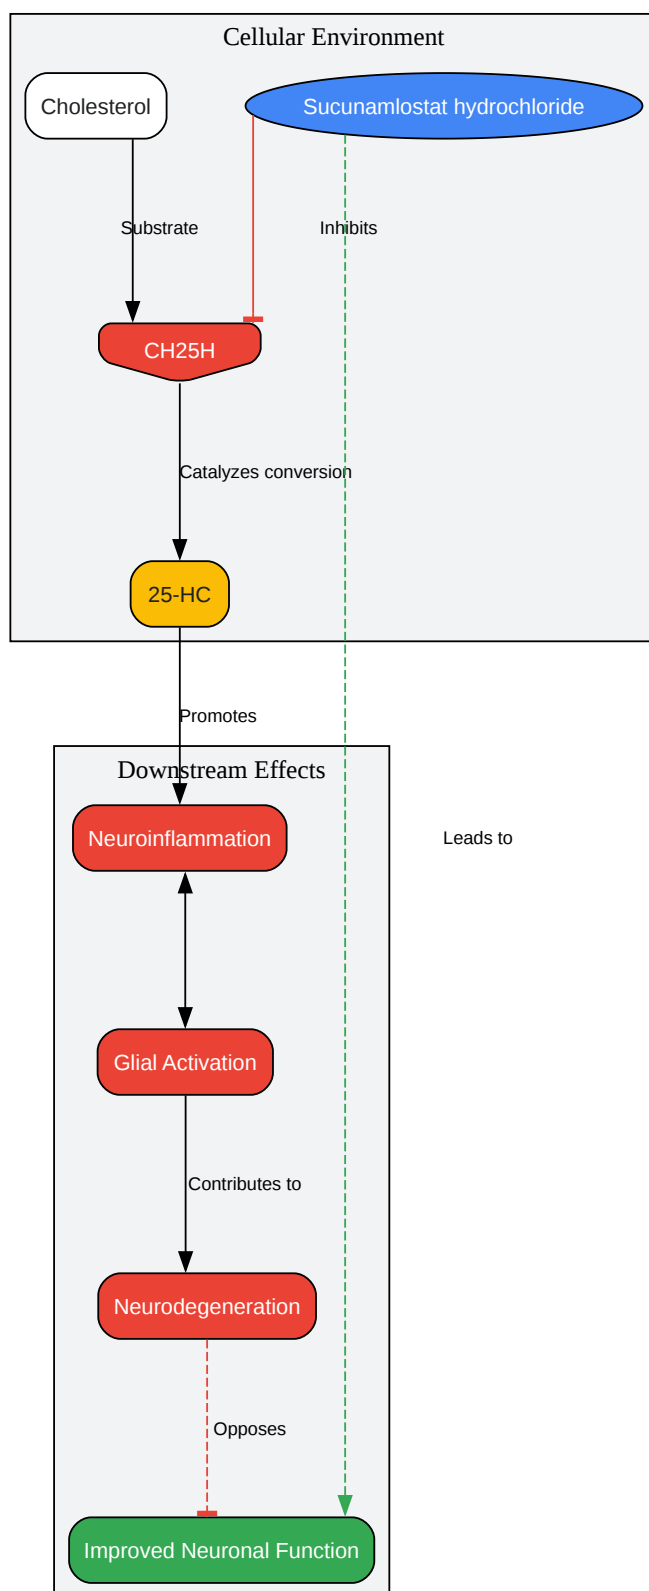 Cellular Environment
Cholesterol
Sucunamlostat hydrochloride
Substrate
Inhibits
CH25H
Catalyzes conversion
25-HC
Promotes
Downstream Effects
Neuroinflammation
Leads to
Glial Activation
Contributes to
Neurodegeneration
Opposes
Improved Neuronal Function